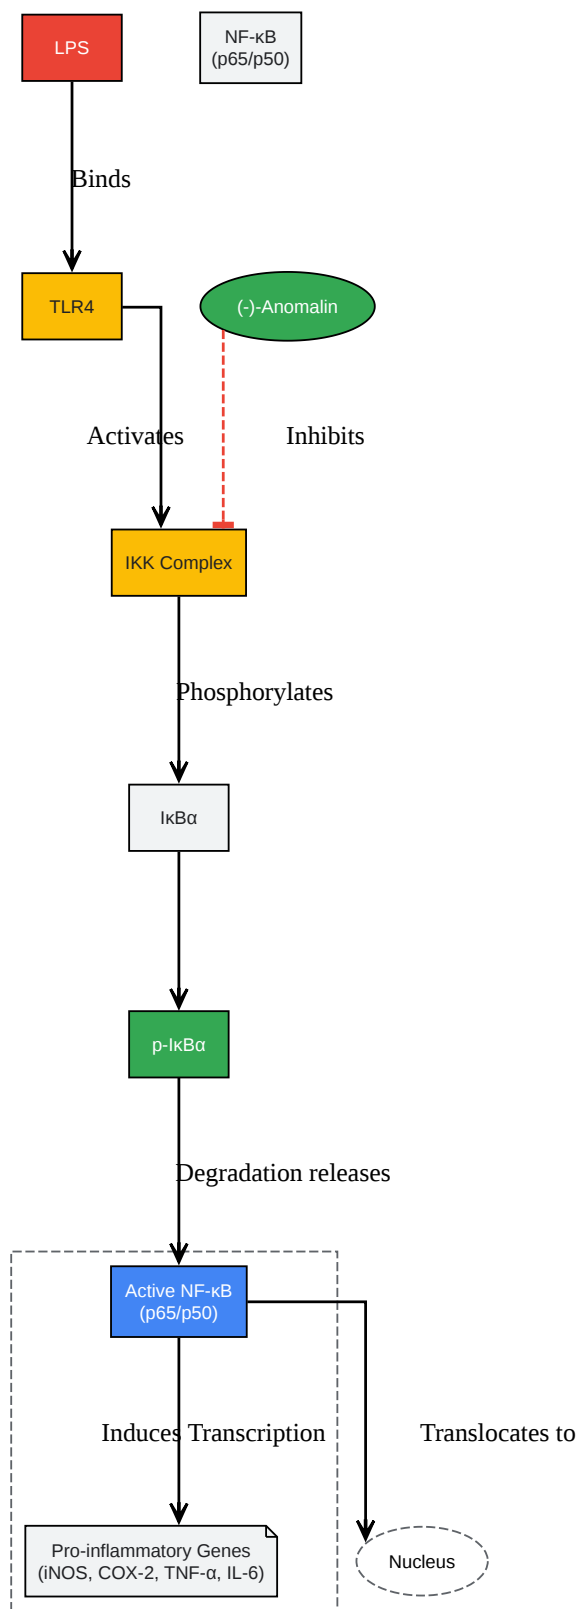 LPS
NF-κB
(p65/p50)
Binds
TLR4
(-)-Anomalin
Activates
Inhibits
IKK Complex
Phosphorylates
IκBα
p-IκBα
Degradation releases
Active NF-κB
(p65/p50)
Induces Transcription
Translocates to
Pro-inflammatory Genes
(iNOS, COX-2, TNF-α, IL-6)
Nucleus